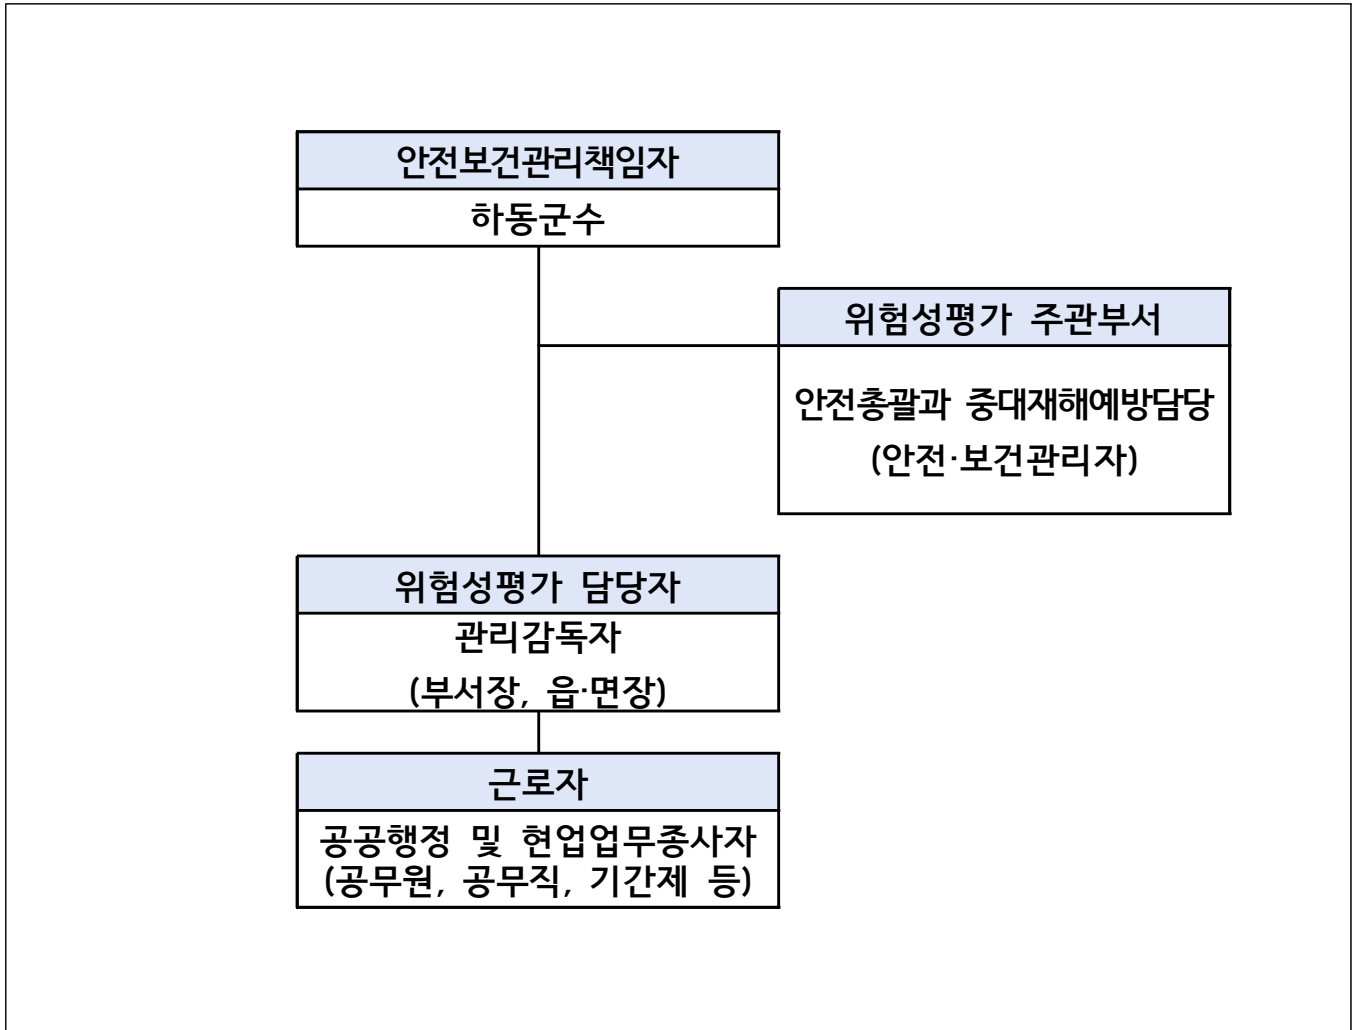 안전보건관리책임자
하동군수
위험성평가 주관부서
안전총괄과 중대재해예방담당
(안전·보건관리자)
위험성평가 담당자
관리감독자
(부서장, 읍·면장)
근로자
공공행정 및 현업업무종사자
(공무원, 공무직, 기간제 등)